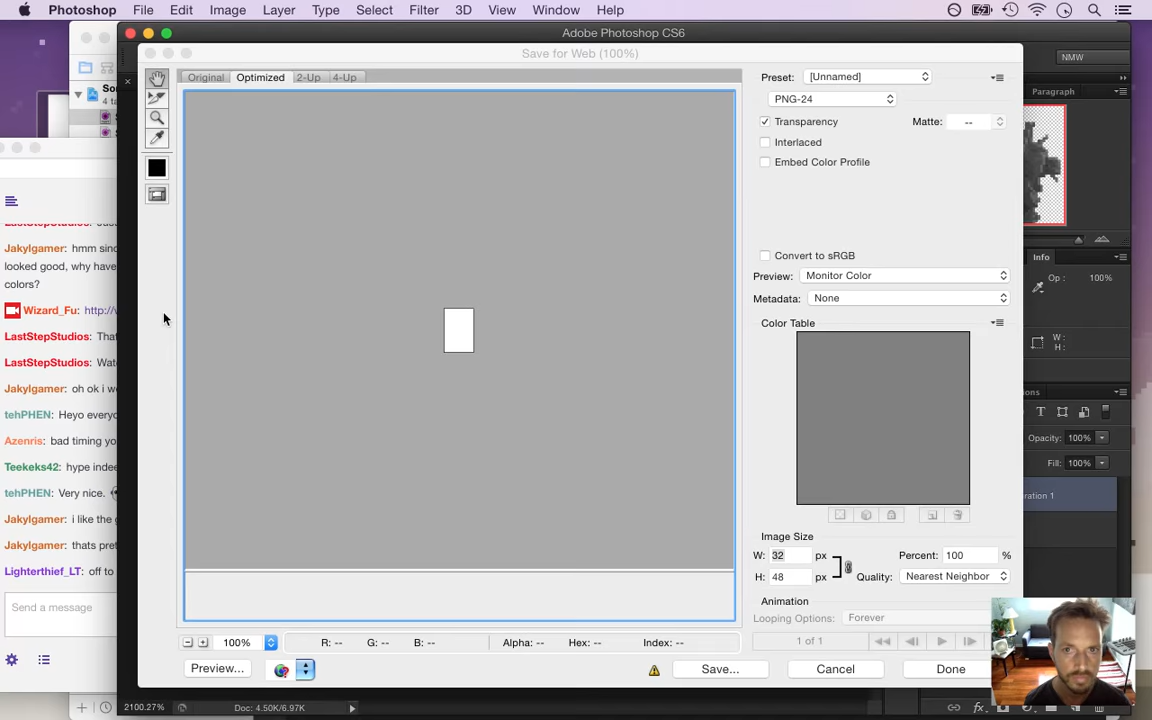 Photoshop File Edit Image Layer Type Select Filter 3D View Window Help
Adobe Photoshop CS6
Save for Web (100%)
Original Optimized 2-Up 4-Up
Preset: [Unnamed]
PNG-24
Transparency Matte: --
Interlaced
Embed Color Profile
Convert to sRGB
Preview: Monitor Color
Metadata: None
Color Table
Image Size
W: 32 px Percent: 100 %
H: 48 px Quality: Nearest Neighbor
Animation
Looping Options: Forever
1 of 1
100% R: -- G: -- B: -- Alpha: -- Hex: -- Index: --
Preview... Save... Cancel Done
2100.27% Doc: 4.50K/6.97K
NMW
Paragraph
Info
Op : 100%
W :
H :
Opacity: 100%
Fill: 100%
Jakylgamer: hmm
looked good, why have
colors?
Wizard_Fu:
LastStepStudios:
LastStepStudios:
Jakylgamer: oh ok i
tehPHEN: Heyo
Azenris: bad timing
Teekeks42: hype
tehPHEN: Very nice.
Jakylgamer: i like the
Jakylgamer: thats
Lighterthief_LT: off to
Send a message